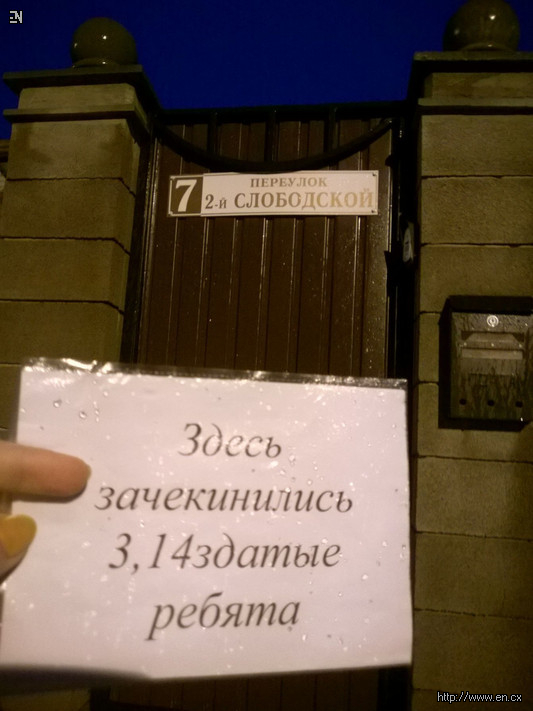 EN
7
ПЕРЕУЛОК
2-й СЛОБОДСКОЙ
Здесь
зачекинились
3,14здатые
ребята
http://www.en.cx